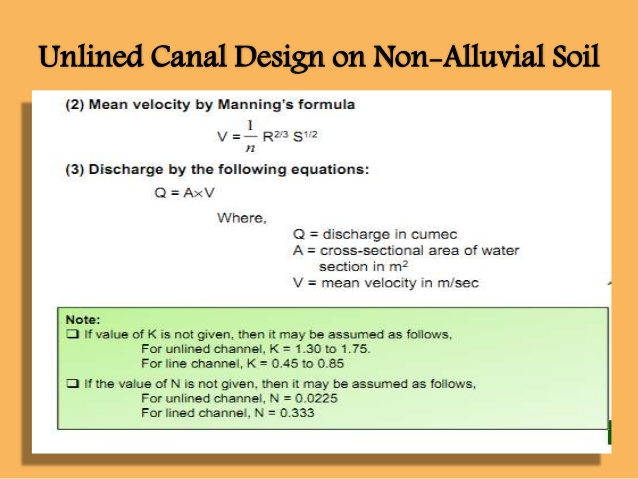 Unlined Canal Design on Non-Alluvial Soil
(2) Mean velocity by Manning's formula
V = 1/n R^2/3 S^1/2
(3) Discharge by the following equations:
Q = A×V
Where,
Q = discharge in cumec
A = cross-sectional area of water
section in m²
V = mean velocity in m/sec
Note:
❑ If value of K is not given, then it may be assumed as follows,
For unlined channel, K = 1.30 to 1.75.
For line channel, K = 0.45 to 0.85
❑ If the value of N is not given, then it may be assumed as follows,
For unlined channel, N = 0.0225
For lined channel, N = 0.333